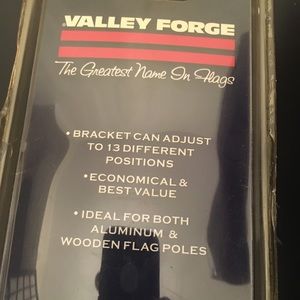 VALLEY FORGE
The Greatest Name In Flags
• BRACKET CAN ADJUST
TO 13 DIFFERENT
POSITIONS
• ECONOMICAL &
BEST VALUE
• IDEAL FOR BOTH
ALUMINUM &
WOODEN FLAG POLES